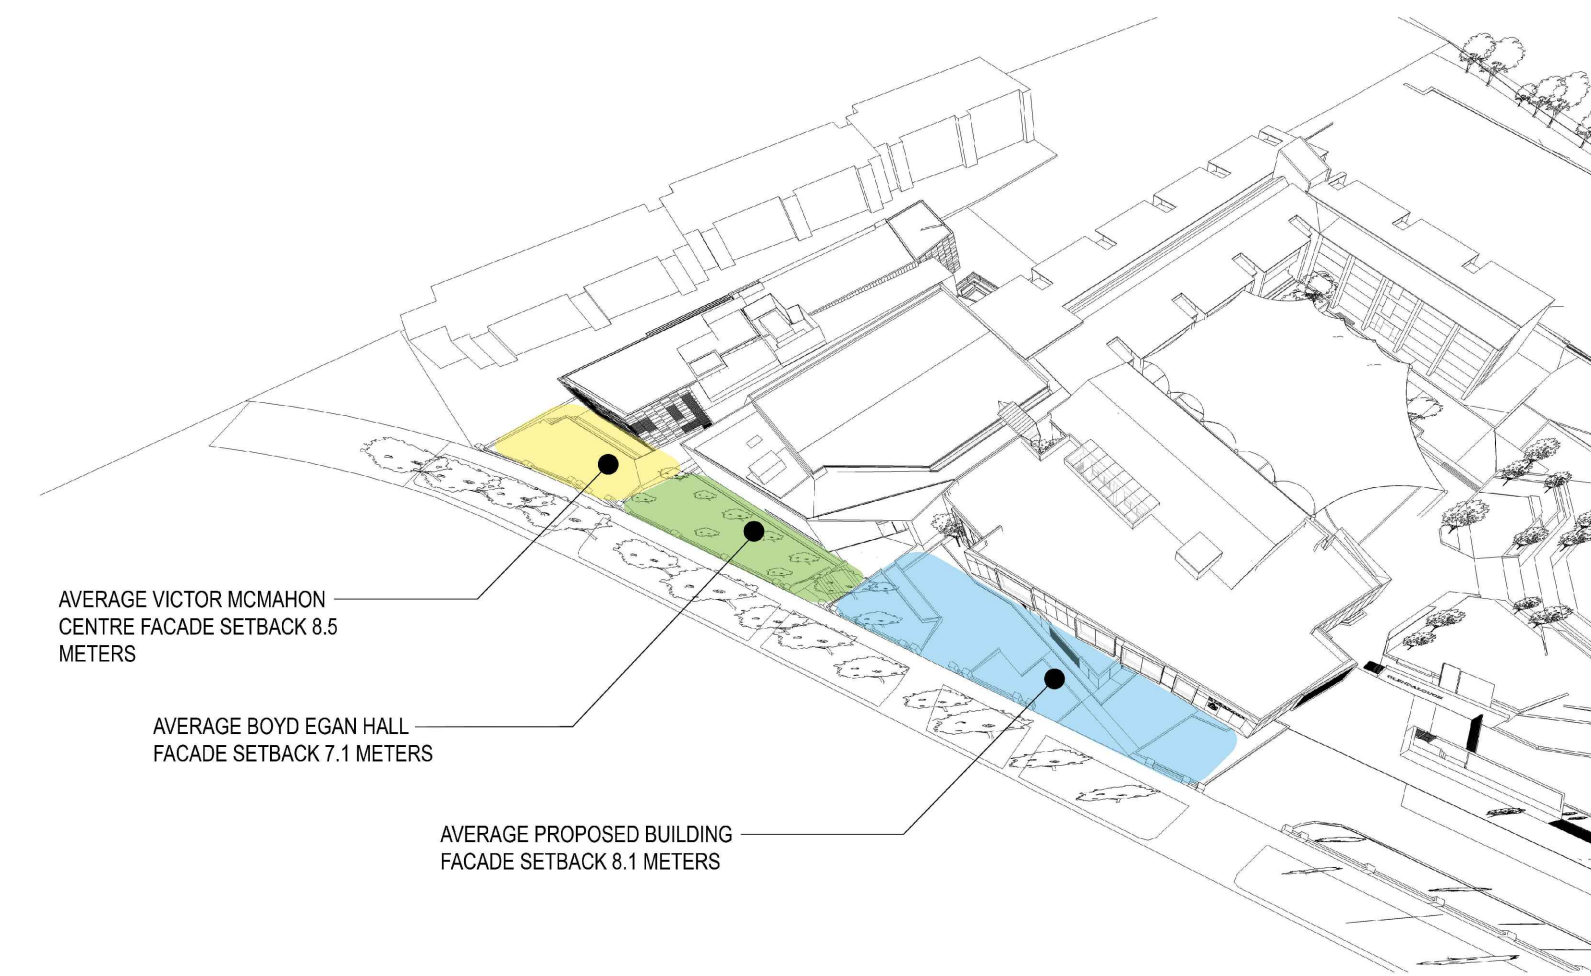 AVERAGE VICTOR MCMAHON
CENTRE FACADE SETBACK 8.5
METERS
AVERAGE BOYD EGAN HALL
FACADE SETBACK 7.1 METERS
AVERAGE PROPOSED BUILDING
FACADE SETBACK 8.1 METERS